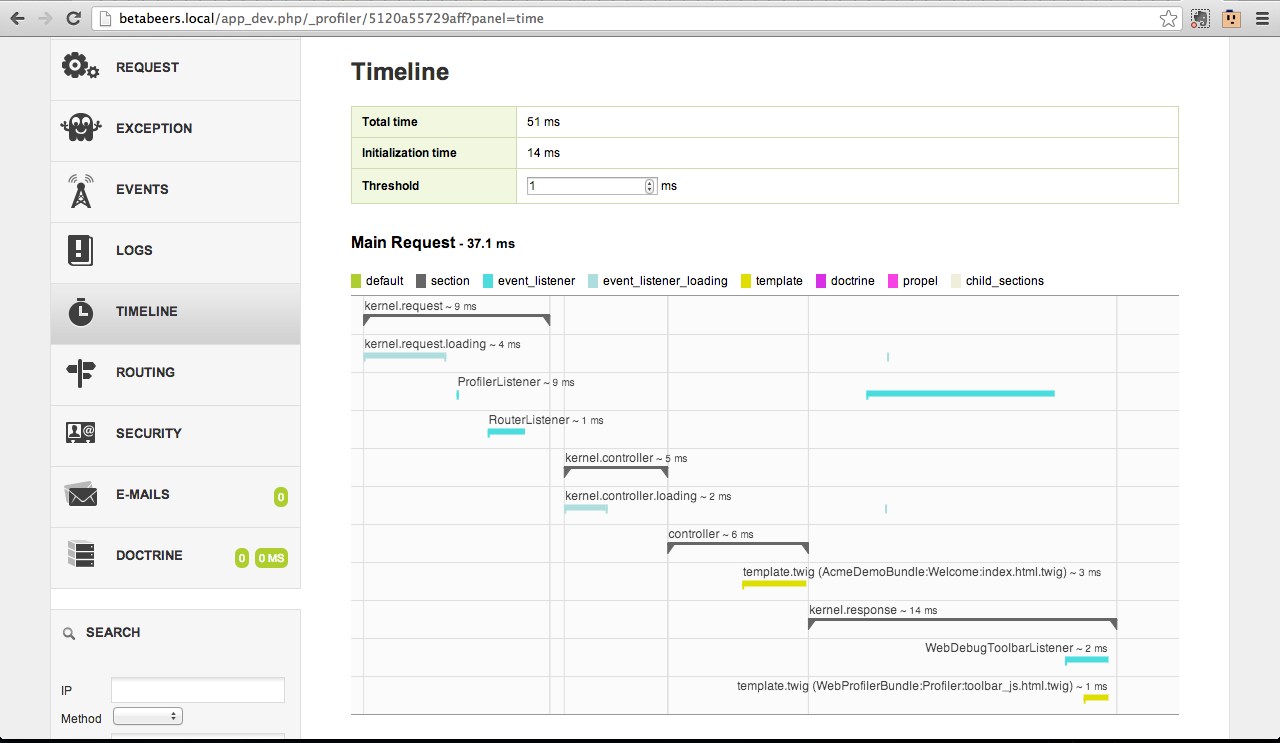 betabeers.local/app_dev.php/_profiler/5120a55729aff?panel=time
REQUEST
EXCEPTION
EVENTS
LOGS
TIMELINE
ROUTING
SECURITY
E-MAILS 0
DOCTRINE 0 0 MS
SEARCH
IP
Method
Timeline
Total time 51 ms
Initialization time 14 ms
Threshold 1 ms
Main Request - 37.1 ms
default section event_listener event_listener_loading template doctrine propel child_sections
kernel.request ~ 9 ms
kernel.request.loading ~ 4 ms
ProfilerListener ~ 9 ms
RouterListener ~ 1 ms
kernel.controller ~ 5 ms
kernel.controller.loading ~ 2 ms
controller ~ 6 ms
template.twig (AcmeDemoBundle:Welcome:index.html.twig) ~ 3 ms
kernel.response ~ 14 ms
WebDebugToolbarListener ~ 2 ms
template.twig (WebProfilerBundle:Profiler:toolbar_js.html.twig) ~ 1 ms